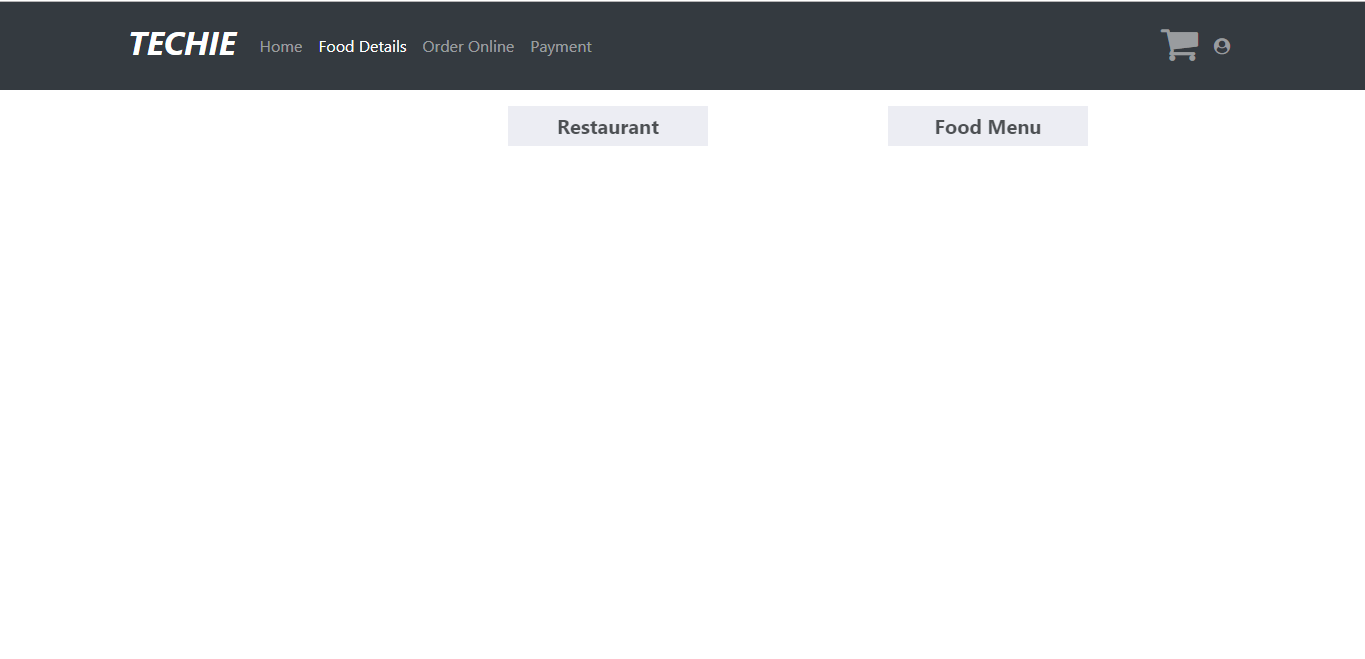 TECHIE Home Food Details Order Online Payment
Restaurant Food Menu